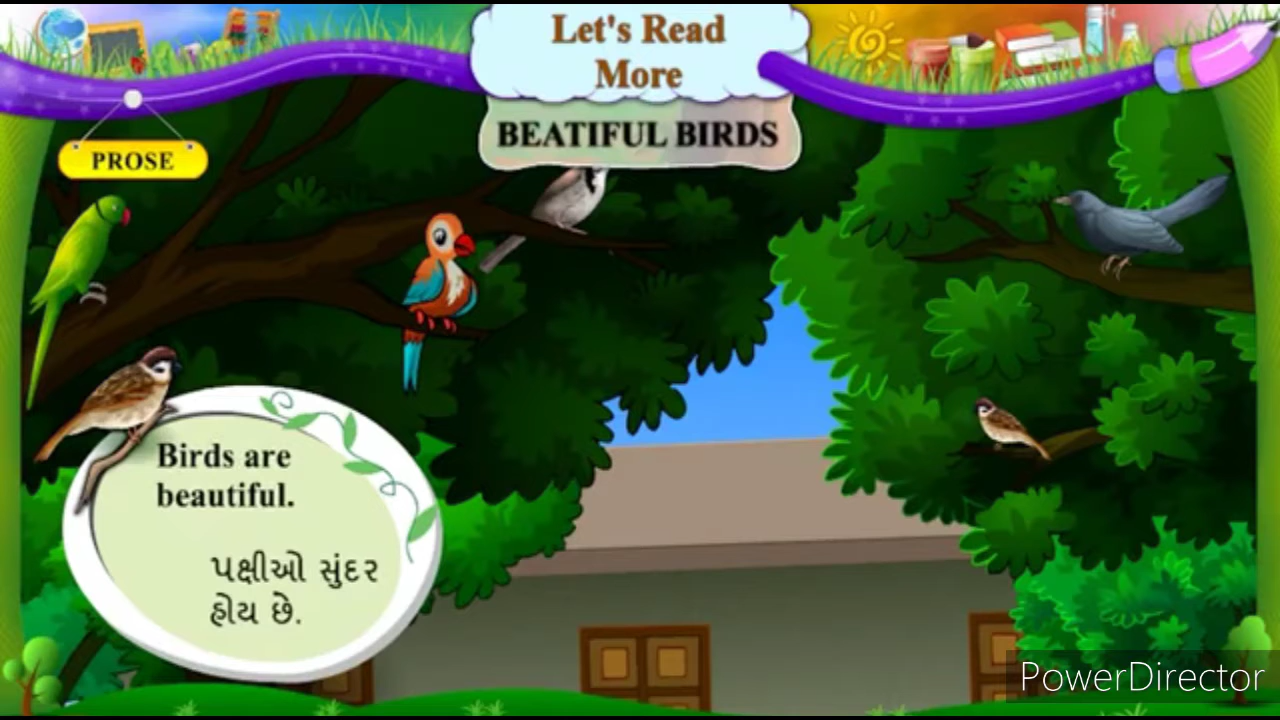 Let's Read
More
BEATIFUL BIRDS
PROSE
Birds are
beautiful.
પક્ષીઓ સુંદર
હોય છે.
PowerDirector